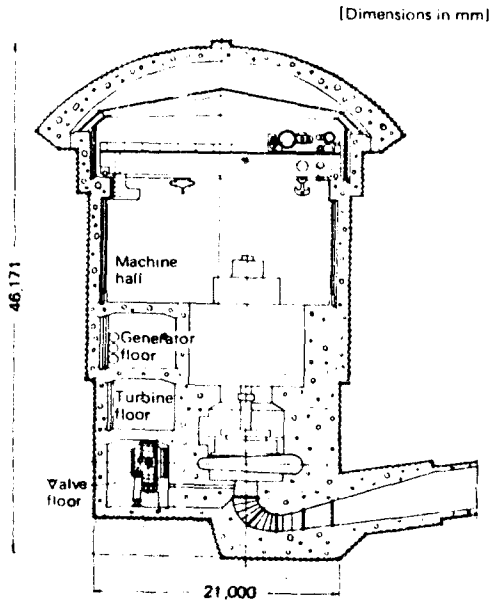 [Dimensions in mm]
46,171
Machine
hall
Generator
floor
Turbine
floor
Valve
floor
21,000